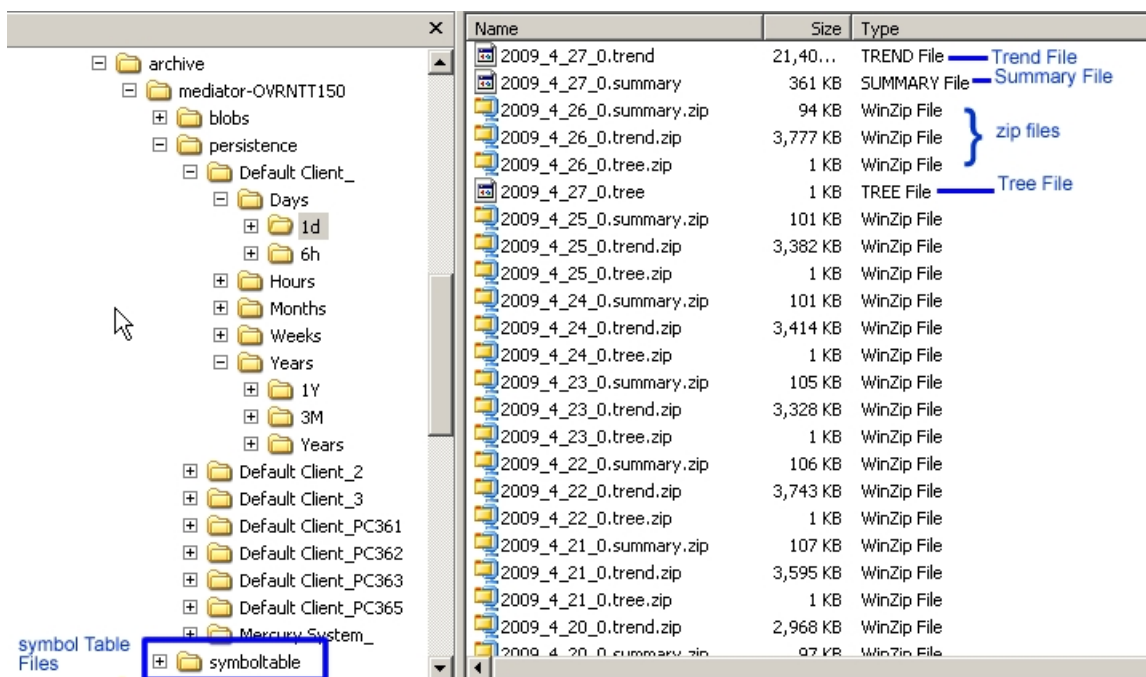 archive
mediator-OVRNTT150
blobs
persistence
Default Client_
Days
1d
6h
Hours
Months
Weeks
Years
1Y
3M
Years
Default Client_2
Default Client_3
Default Client_PC361
Default Client_PC362
Default Client_PC363
Default Client_PC365
Mercury System_
symboltable
symbol Table
Files
Name Size Type
2009_4_27_0.trend 21,40... TREND File Trend File
2009_4_27_0.summary 361 KB SUMMARY File Summary File
2009_4_26_0.summary.zip 94 KB WinZip File
2009_4_26_0.trend.zip 3,777 KB WinZip File zip files
2009_4_26_0.tree.zip 1 KB WinZip File
2009_4_27_0.tree 1 KB TREE File Tree File
2009_4_25_0.summary.zip 101 KB WinZip File
2009_4_25_0.trend.zip 3,382 KB WinZip File
2009_4_25_0.tree.zip 1 KB WinZip File
2009_4_24_0.summary.zip 101 KB WinZip File
2009_4_24_0.trend.zip 3,414 KB WinZip File
2009_4_24_0.tree.zip 1 KB WinZip File
2009_4_23_0.summary.zip 105 KB WinZip File
2009_4_23_0.trend.zip 3,328 KB WinZip File
2009_4_23_0.tree.zip 1 KB WinZip File
2009_4_22_0.summary.zip 106 KB WinZip File
2009_4_22_0.trend.zip 3,743 KB WinZip File
2009_4_22_0.tree.zip 1 KB WinZip File
2009_4_21_0.summary.zip 107 KB WinZip File
2009_4_21_0.trend.zip 3,595 KB WinZip File
2009_4_21_0.tree.zip 1 KB WinZip File
2009_4_20_0.trend.zip 2,968 KB WinZip File
2009_4_20_0.summary.zip 97 KB WinZip File